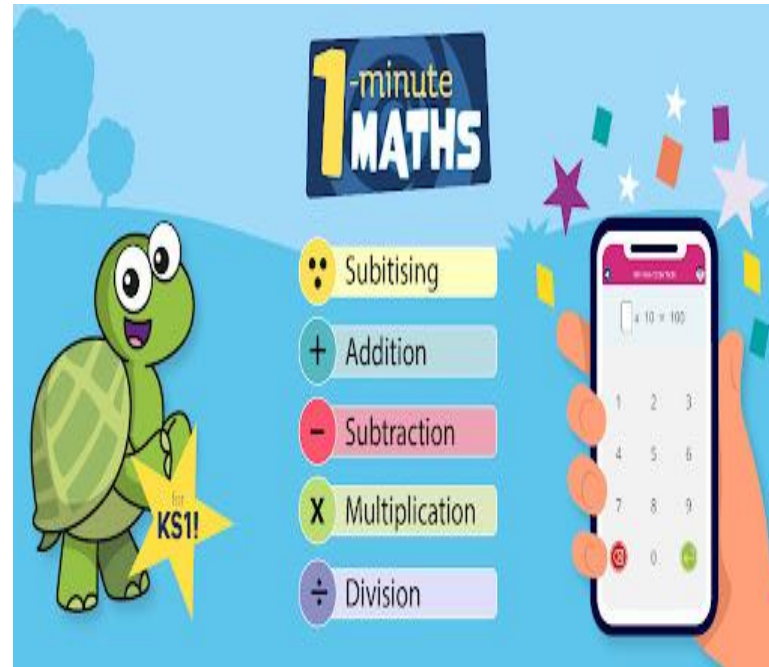 1-minute
MATHS
Subitising
+ Addition
- Subtraction
x Multiplication
÷ Division
for
KS1!
x 10 = 100
1 2 3
4 5 6
7 8 9
0